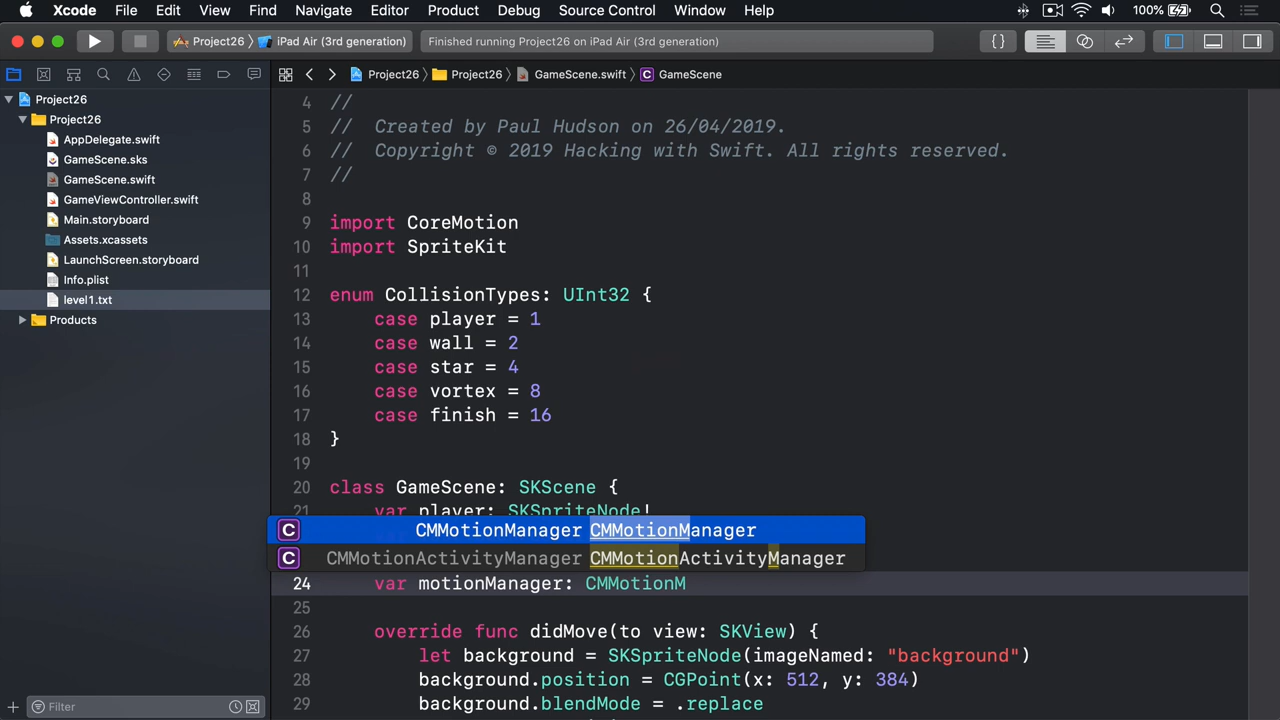 Xcode File Edit View Find Navigate Editor Product Debug Source Control Window Help 100%
Project26 iPad Air (3rd generation) Finished running Project26 on iPad Air (3rd generation)
Project26 Project26 GameScene.swift C GameScene
Project26
Project26
AppDelegate.swift
GameScene.sks
GameScene.swift
GameViewController.swift
Main.storyboard
Assets.xcassets
LaunchScreen.storyboard
Info.plist
level1.txt
Products
Filter
4 //
5 // Created by Paul Hudson on 26/04/2019.
6 // Copyright © 2019 Hacking with Swift. All rights reserved.
7 //
8
9 import CoreMotion
10 import SpriteKit
11
12 enum CollisionTypes: UInt32 {
13 case player = 1
14 case wall = 2
15 case star = 4
16 case vortex = 8
17 case finish = 16
18 }
19
20 class GameScene: SKScene {
var player: SKSpriteNode!
C CMMotionManager CMMotionManager
C CMMotionActivityManager CMMotionActivityManager
24 var motionManager: CMMotionM
25
26 override func didMove(to view: SKView) {
27 let background = SKSpriteNode(imageNamed: "background")
28 background.position = CGPoint(x: 512, y: 384)
29 background.blendMode = .replace